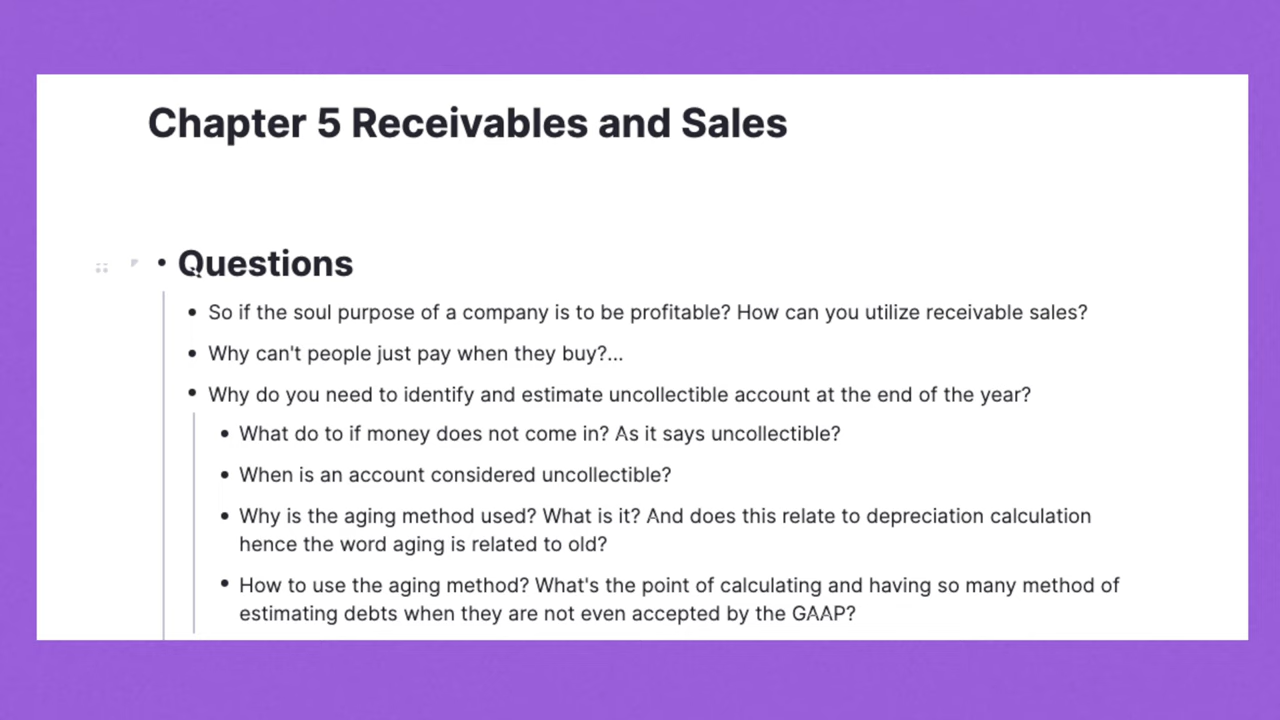 Chapter 5 Receivables and Sales
Questions
So if the soul purpose of a company is to be profitable? How can you utilize receivable sales?
Why can't people just pay when they buy?...
Why do you need to identify and estimate uncollectible account at the end of the year?
What do to if money does not come in? As it says uncollectible?
When is an account considered uncollectible?
Why is the aging method used? What is it? And does this relate to depreciation calculation
hence the word aging is related to old?
How to use the aging method? What's the point of calculating and having so many method of
estimating debts when they are not even accepted by the GAAP?